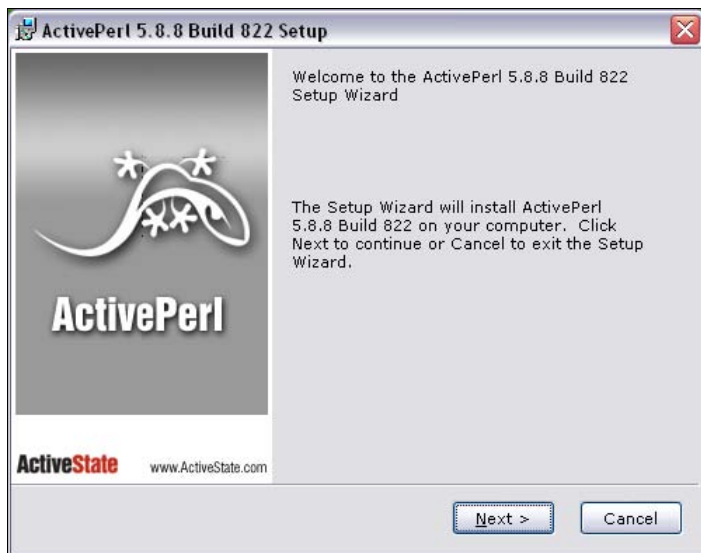 ActivePerl 5.8.8 Build 822 Setup
Welcome to the ActivePerl 5.8.8 Build 822
Setup Wizard
The Setup Wizard will install ActivePerl
5.8.8 Build 822 on your computer. Click
Next to continue or Cancel to exit the Setup
Wizard.
ActivePerl
ActiveState www.ActiveState.com
Next > Cancel